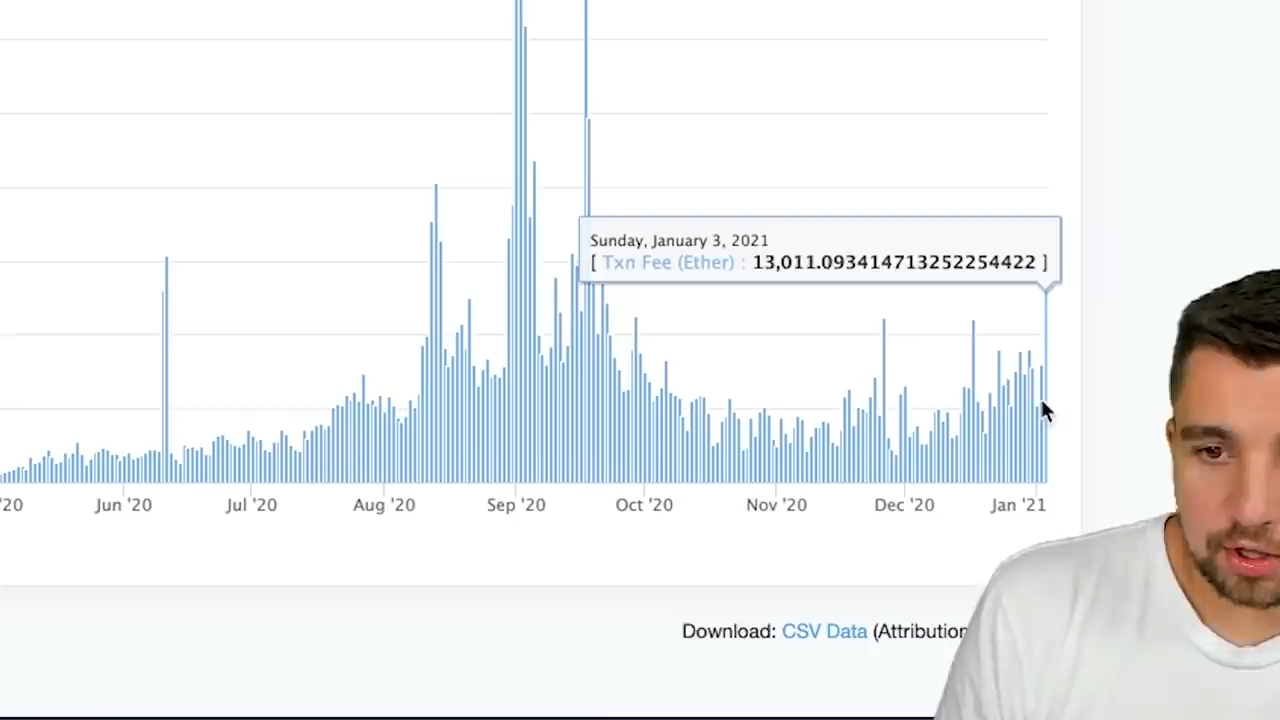 Sunday, January 3, 2021
[ Txn Fee (Ether) : 13,011.093414713252254422 ]
'20 Jun '20 Jul '20 Aug '20 Sep '20 Oct '20 Nov '20 Dec '20 Jan '21
Download: CSV Data (Attribution